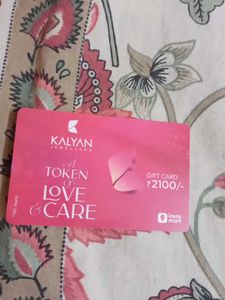 KALYAN
JEWELLERS
A
TOKEN
OF
LOVE
& CARE
GIFT CARD
₹2100/-
insta
mart